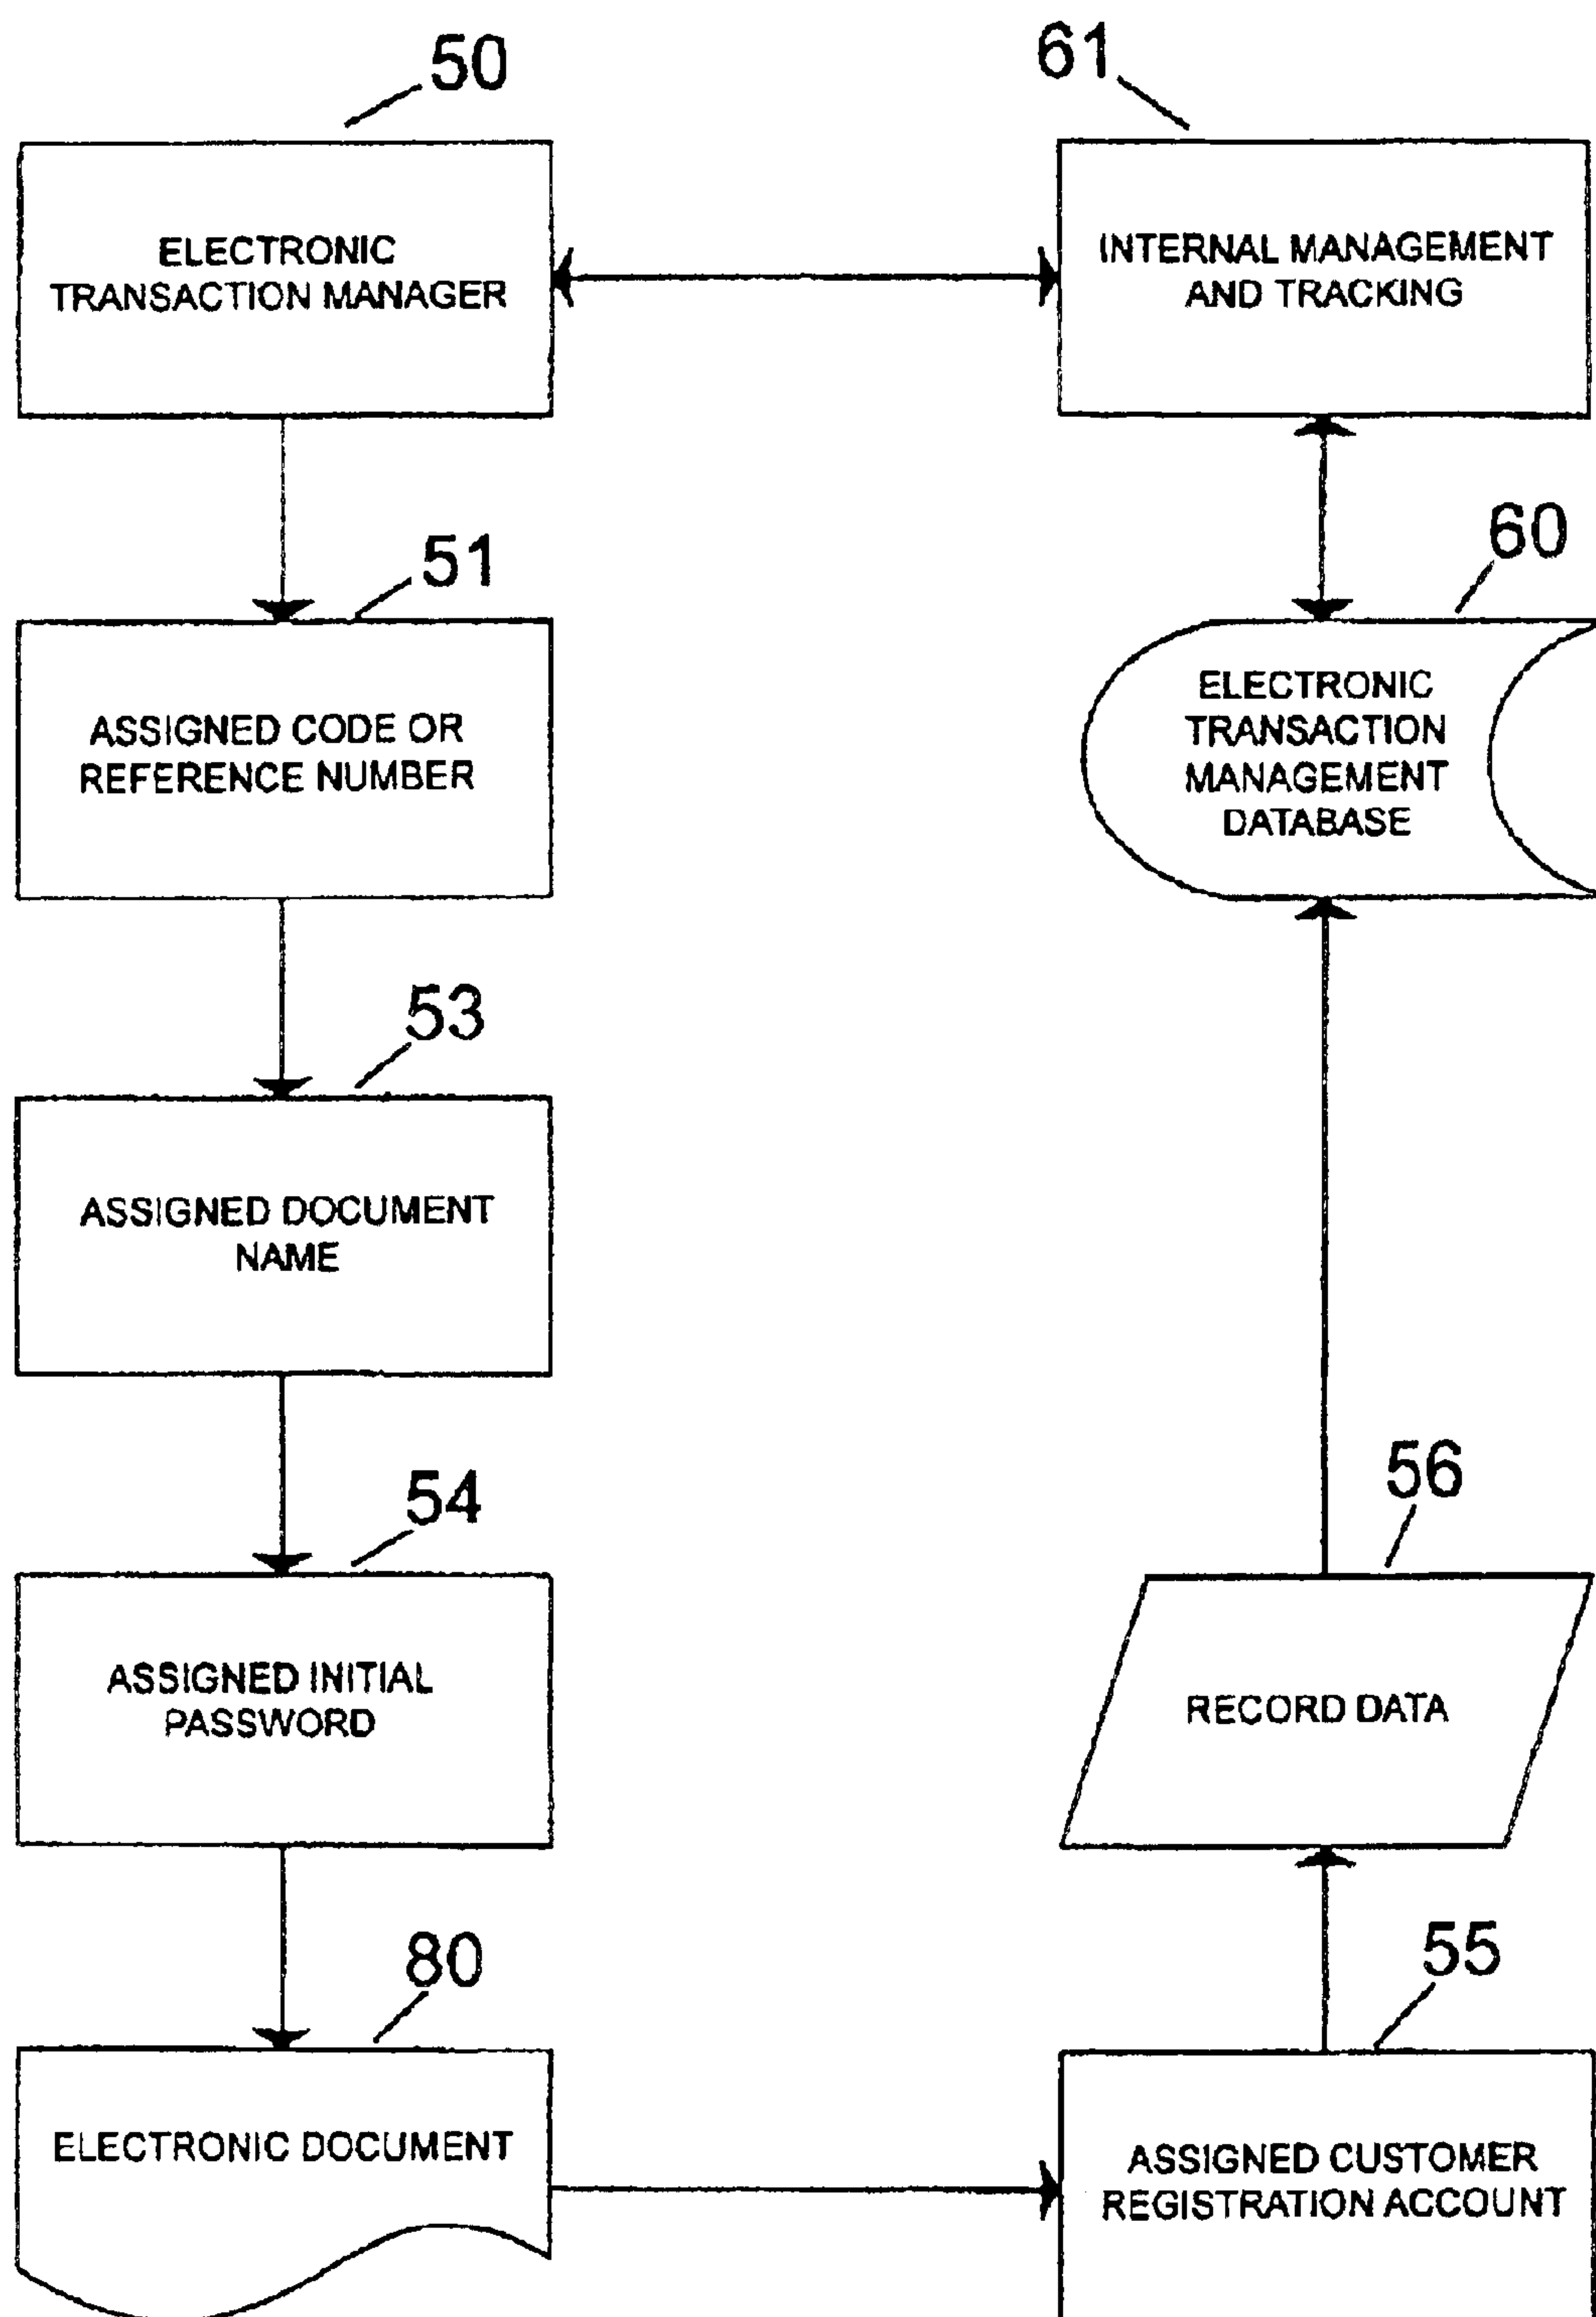 50
ELECTRONIC
TRANSACTION MANAGER
61
INTERNAL MANAGEMENT
AND TRACKING
51
ASSIGNED CODE OR
REFERENCE NUMBER
60
ELECTRONIC
TRANSACTION
MANAGEMENT
DATABASE
53
ASSIGNED DOCUMENT
NAME
54
ASSIGNED INITIAL
PASSWORD
56
RECORD DATA
80
ELECTRONIC DOCUMENT
55
ASSIGNED CUSTOMER
REGISTRATION ACCOUNT